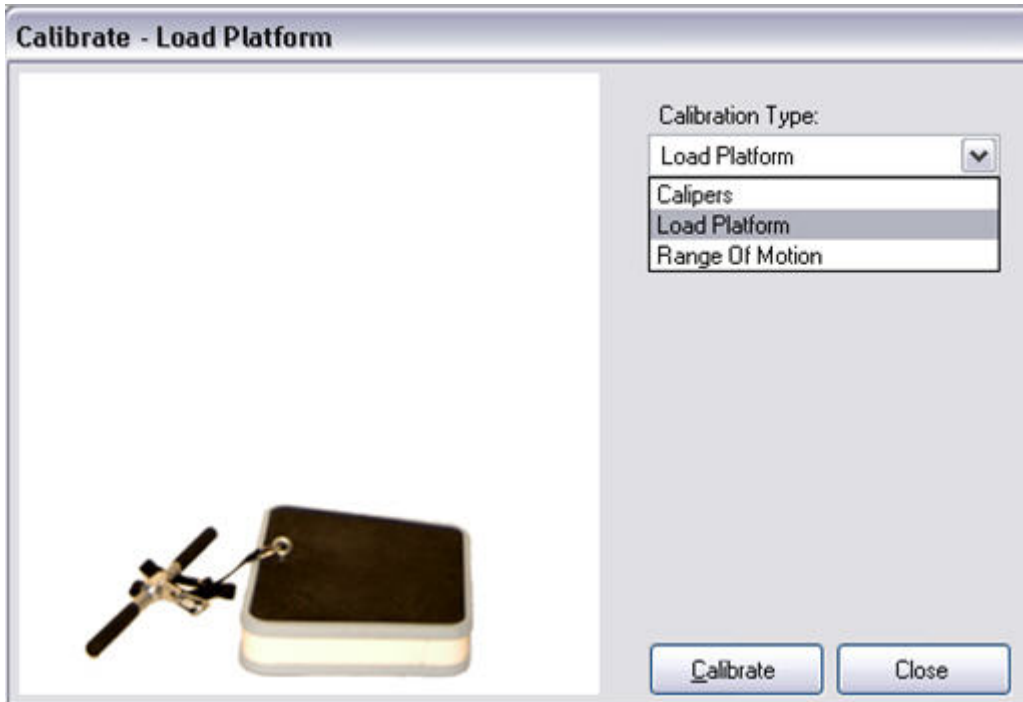 Calibrate - Load Platform
Calibration Type:
Load Platform
Calipers
Load Platform
Range Of Motion
Calibrate
Close